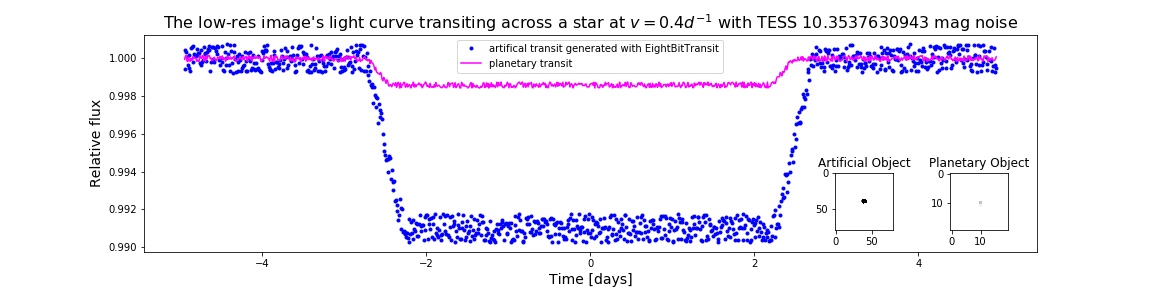 The low-res image's light curve transiting across a star at v = 0.4d⁻¹ with TESS 10.3537630943 mag noise
artifical transit generated with EightBitTransit
planetary transit
Relative flux
1.000
0.998
0.996
0.994
0.992
0.990
Artificial Object
Planetary Object
0
50
0
50
0
10
0
10
−4
−2
0
2
4
Time [days]